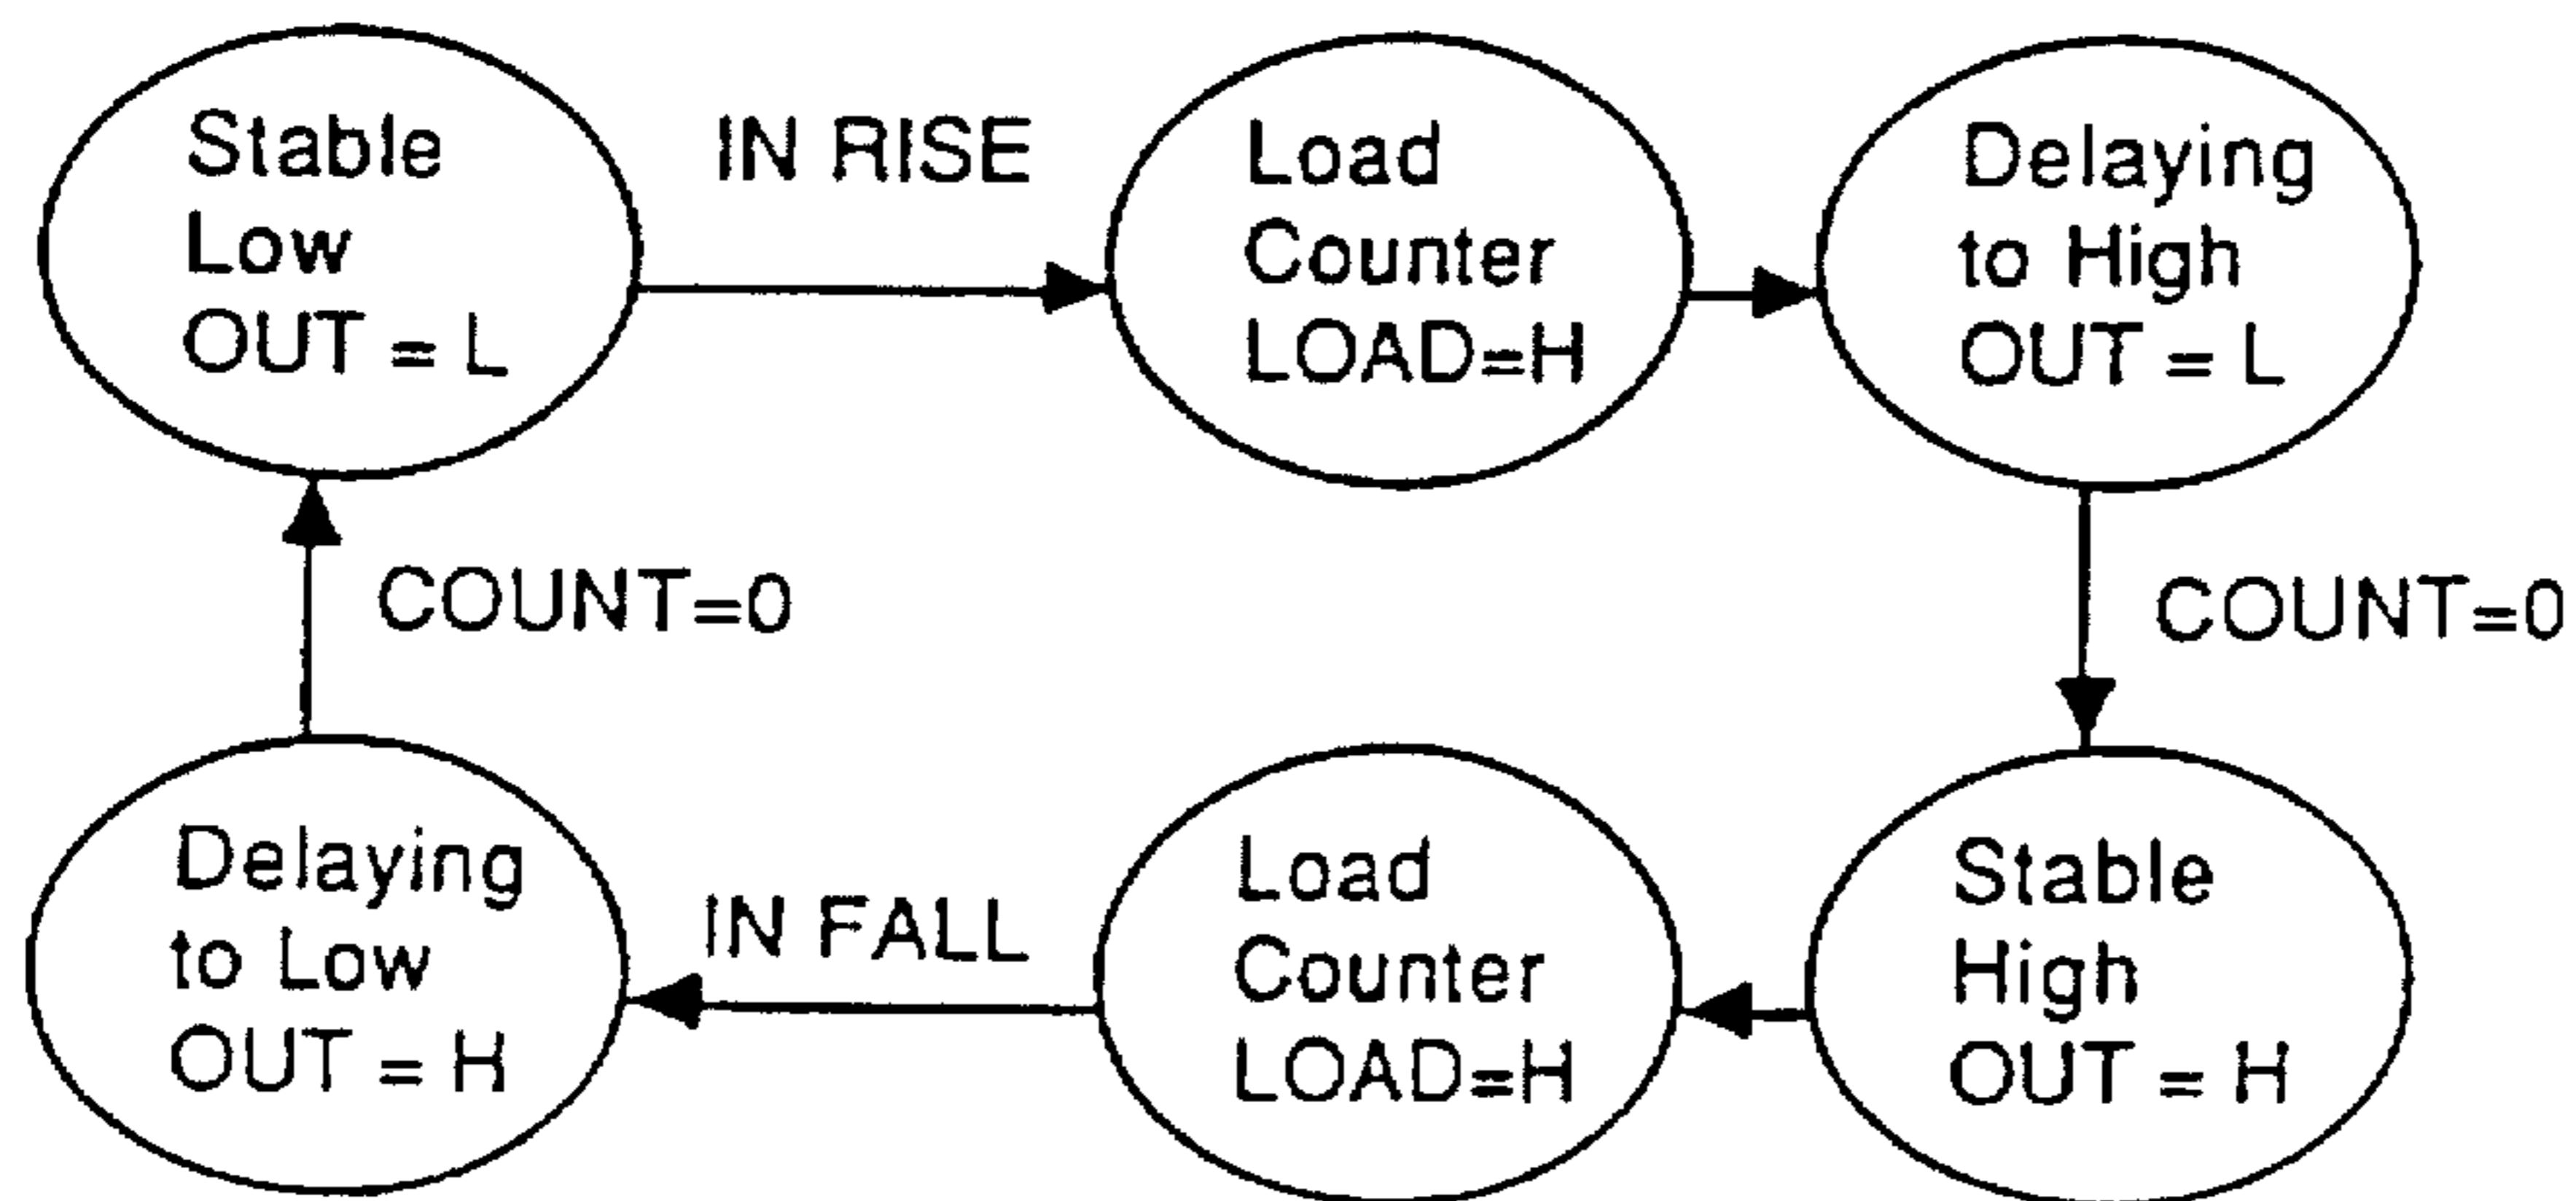 Stable
Low
OUT = L
IN RISE
Load
Counter
LOAD=H
Delaying
to High
OUT = L
COUNT=0
COUNT=0
Delaying
to Low
OUT = H
IN FALL
Load
Counter
LOAD=H
Stable
High
OUT = H